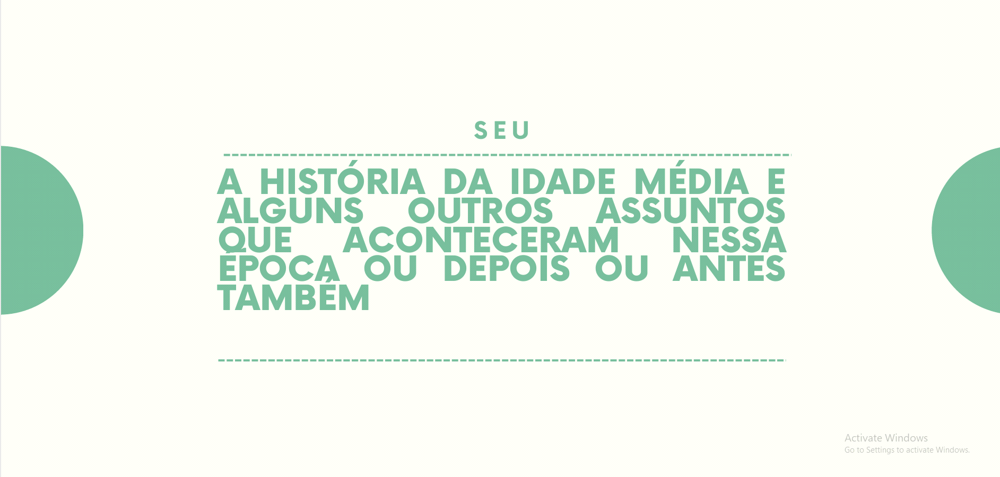 SEU
A HISTÓRIA DA IDADE MÉDIA E
ALGUNS OUTROS ASSUNTOS
QUE ACONTECERAM NESSA
ÉPOCA OU DEPOIS OU ANTES
TAMBÉM
Activate Windows
Go to Settings to activate Windows.